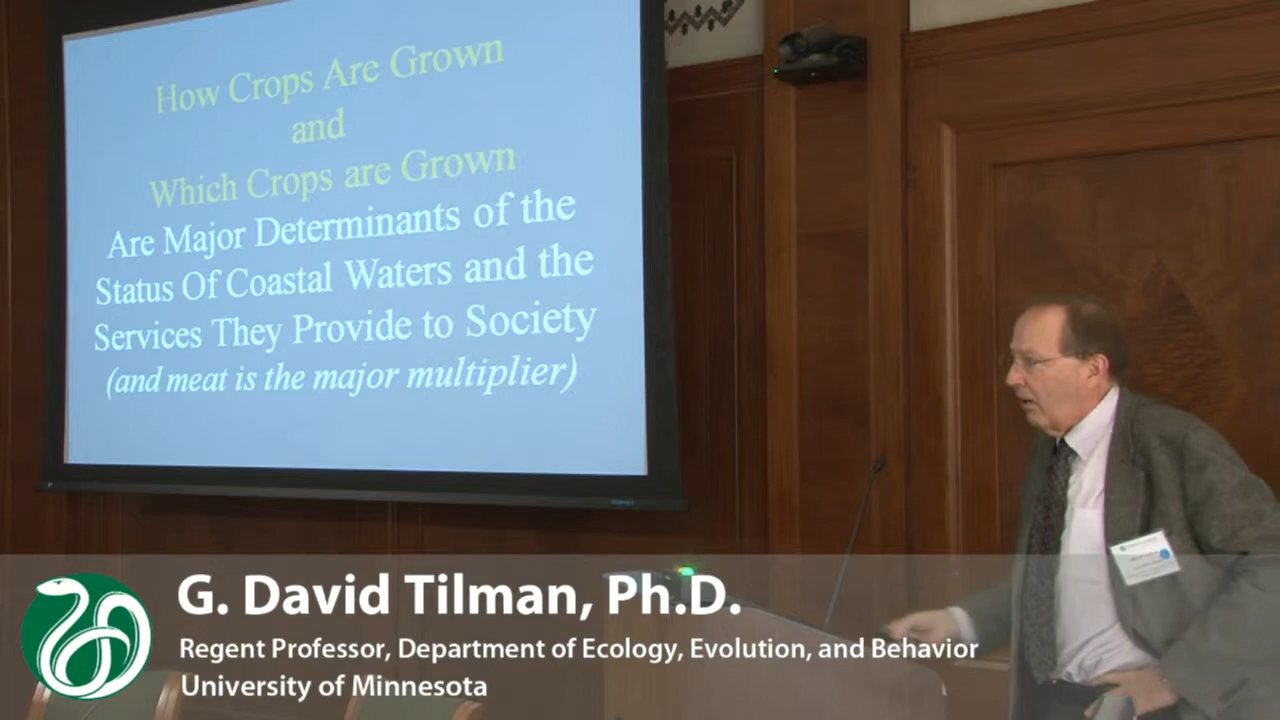 How Crops Are Grown
and
Which Crops are Grown
Are Major Determinants of the
Status Of Coastal Waters and the
Services They Provide to Society
(and meat is the major multiplier)
G. David Tilman, Ph.D.
Regent Professor, Department of Ecology, Evolution, and Behavior
University of Minnesota